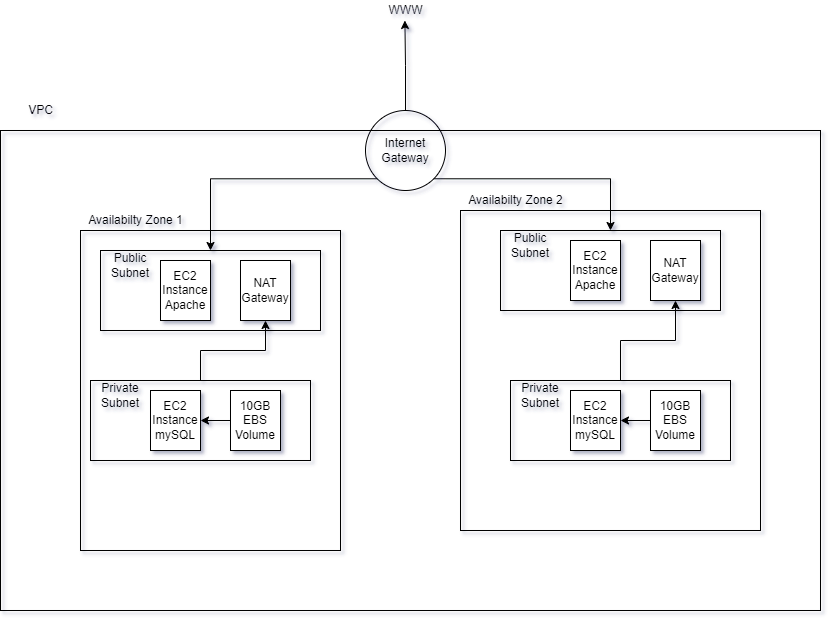 WWW
VPC
Internet
Gateway
Availabilty Zone 1
Public
Subnet
EC2
Instance
Apache
NAT
Gateway
Private
Subnet
EC2
Instance
mySQL
10GB
EBS
Volume
Availabilty Zone 2
Public
Subnet
EC2
Instance
Apache
NAT
Gateway
Private
Subnet
EC2
Instance
mySQL
10GB
EBS
Volume